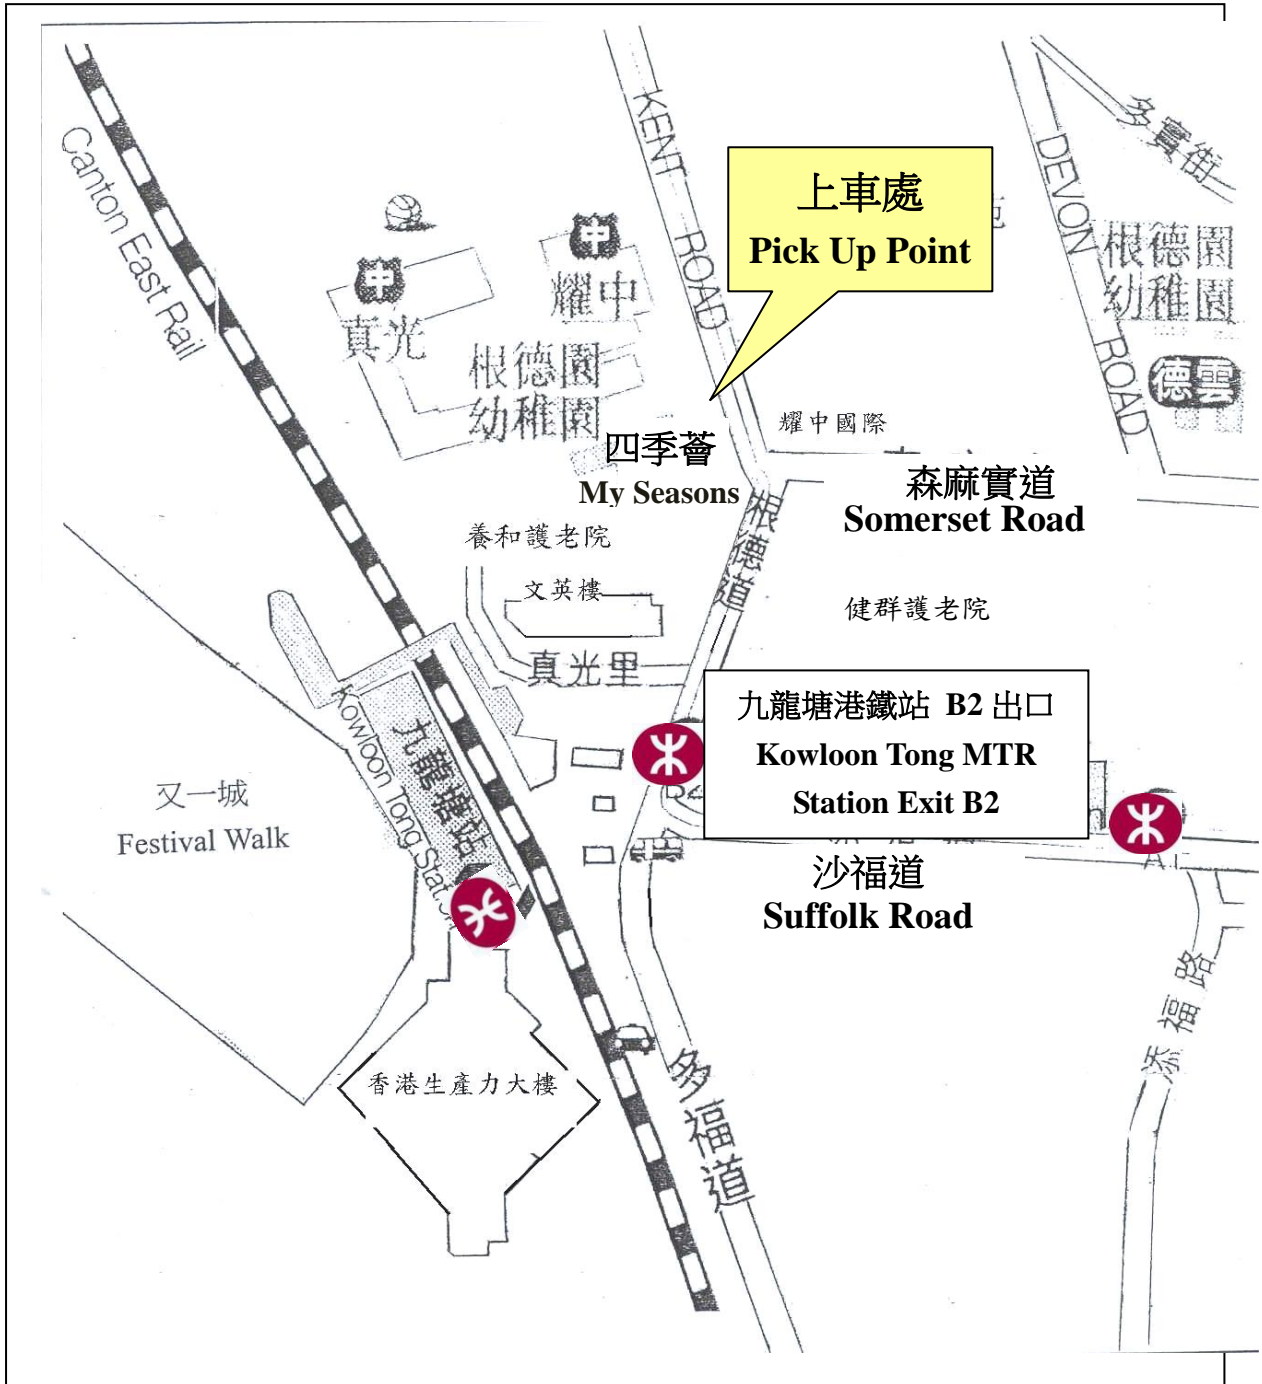 KENT ROAD
多實街
DEVON ROAD
Canton East Rail
上車處
Pick Up Point
中
中
根德園
幼稚園
耀中
真光
根德園
幼稚園
德雲
耀中國際
四季薈
My Seasons
森麻實道
Somerset Road
根德道
養和護老院
文英樓
健群護老院
真光里
九龍塘港鐵站 B2 出口
Kowloon Tong MTR
Station Exit B2
九龍塘站
Kowloon Tong Station
又一城
Festival Walk
沙福道
Suffolk Road
添福路
香港生產力大樓
多福道